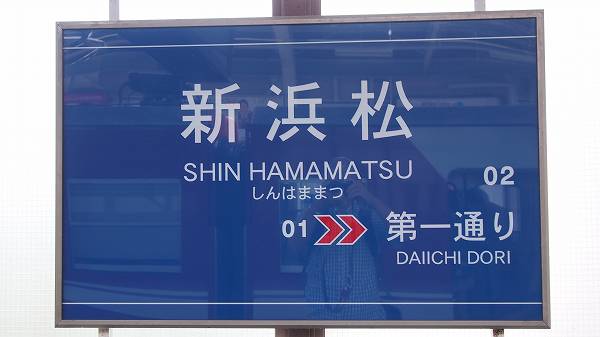 新浜松
SHIN HAMAMATSU
しんはままつ
02
01 第一通り
DAIICHI DORI